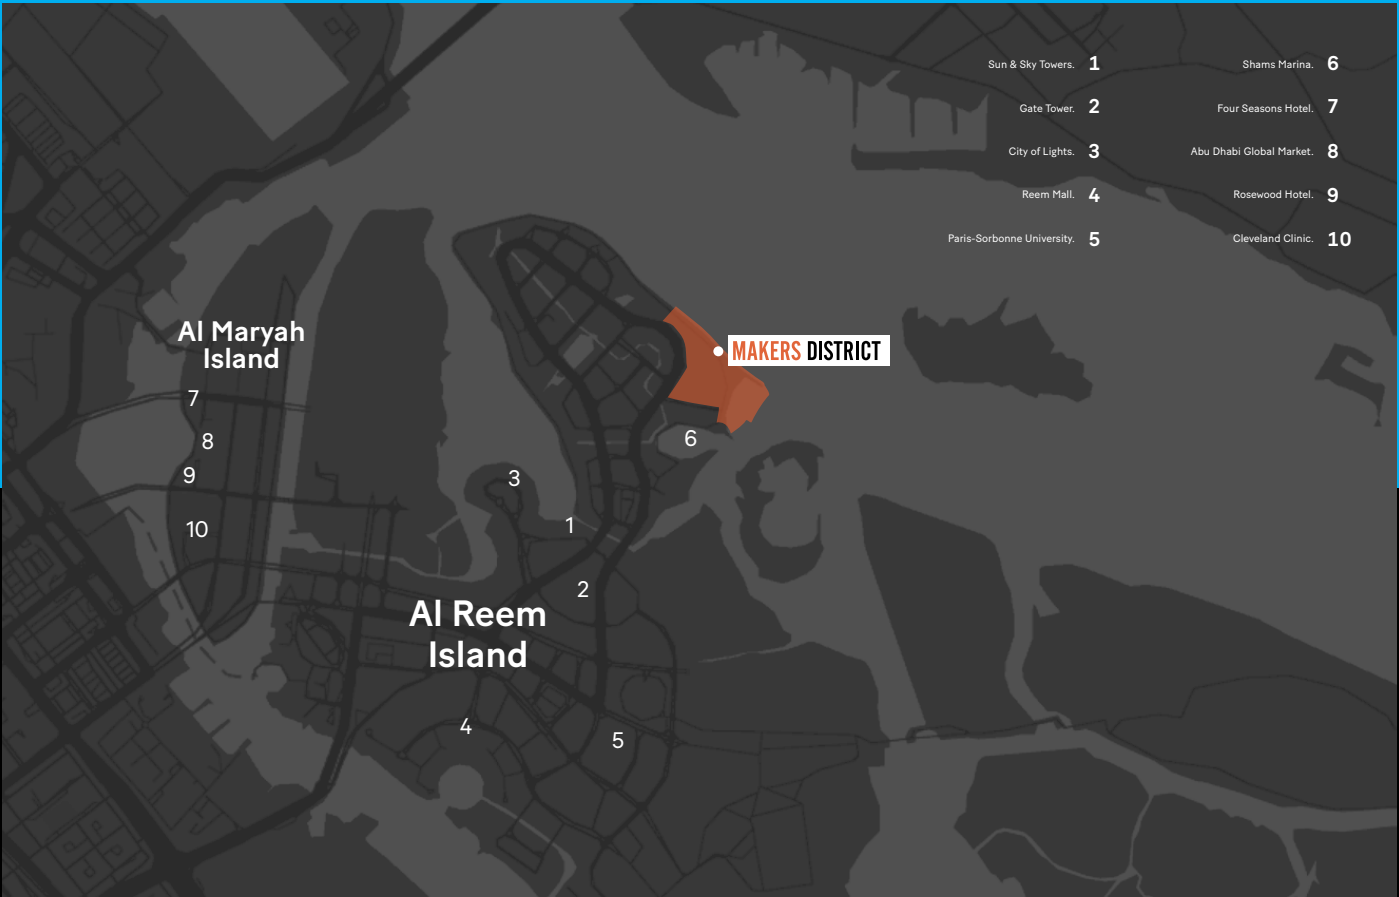 Sun & Sky Towers. 1
Gate Tower. 2
City of Lights. 3
Reem Mall. 4
Paris-Sorbonne University. 5
Shams Marina. 6
Four Seasons Hotel. 7
Abu Dhabi Global Market. 8
Rosewood Hotel. 9
Cleveland Clinic. 10
Al Maryah
Island
MAKERS DISTRICT
7
8
9
10
6
3
1
2
Al Reem
Island
4
5